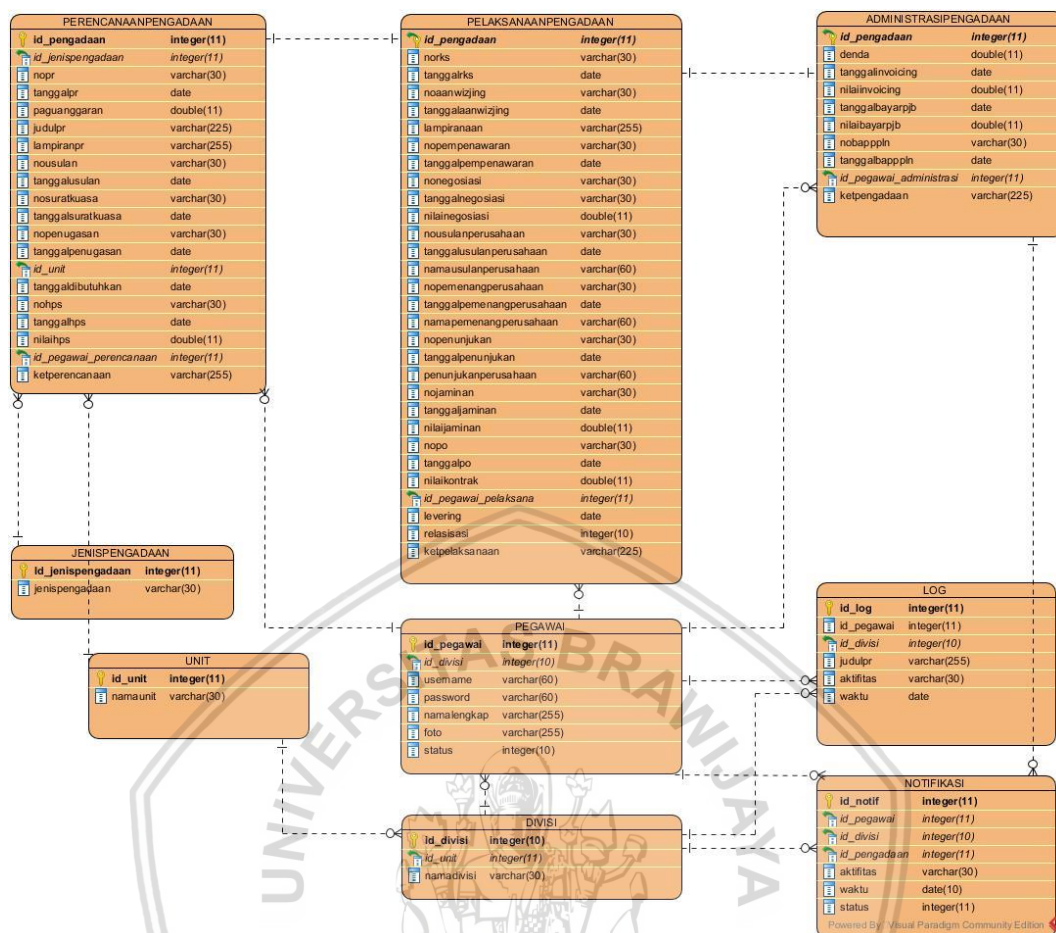 PERENCANAANPENGADAAN
id_pengadaan integer(11)
id_jenispengadaan integer(11)
nopr varchar(30)
tanggalpr date
paguanggaran double(11)
judulpr varchar(225)
lampiranpr varchar(255)
nousulan varchar(30)
tanggalusulan date
nosuratkuasa varchar(30)
tanggalsuratkuasa date
nopenugasan varchar(30)
tanggalpenugasan date
id_unit integer(11)
tanggaldibutuhkan date
nohps varchar(30)
tanggalhps date
nilaihps double(11)
id_pegawai_perencanaan integer(11)
ketperencanaan varchar(255)
PELAKSANAANPENGADAAN
id_pengadaan integer(11)
norks varchar(30)
tanggalrks date
noaanwizjing varchar(30)
tanggalaanwizjing date
lampiranaan varchar(255)
nopempenawaran varchar(30)
tanggalpempenawaran date
nonegosiasi varchar(30)
tanggalnegosiasi varchar(30)
nilainegosiasi double(11)
nousulanperusahaan varchar(30)
tanggalusulanperusahaan date
namausulanperusahaan varchar(60)
nopemenangperusahaan varchar(30)
tanggalpemenangperusahaan date
namapemenangperusahaan varchar(60)
nopenunjukan varchar(30)
tanggalpenunjukan date
penunjukanperusahaan varchar(60)
nojaminan varchar(30)
tanggaljaminan date
nilaijaminan double(11)
nopo varchar(30)
tanggalpo date
nilaikontrak double(11)
id_pegawai_pelaksana integer(11)
levering date
relasisasi integer(10)
ketpelaksanaan varchar(225)
ADMINISTRASIPENGADAAN
id_pengadaan integer(11)
denda double(11)
tanggalinvoicing date
nilaiinvoicing double(11)
tanggalbayarpjb date
nilaibayarpjb double(11)
nobapppln varchar(30)
tanggalbapppln date
id_pegawai_administrasi integer(11)
ketpengadaan varchar(225)
JENISPENGADAAN
Id_jenispengadaan integer(11)
jenispengadaan varchar(30)
UNIT
id_unit integer(11)
namaunit varchar(30)
PEGAWAI
id_pegawai integer(11)
id_divisi integer(10)
username varchar(60)
password varchar(60)
namalengkap varchar(255)
foto varchar(255)
status integer(10)
DIVISI
id_divisi integer(10)
id_unit integer(11)
namadivisi varchar(30)
LOG
id_log integer(11)
id_pegawai integer(11)
id_divisi integer(10)
judulpr varchar(255)
aktifitas varchar(30)
waktu date
NOTIFIKASI
id_notif integer(11)
id_pegawai integer(11)
id_divisi integer(10)
id_pengadaan integer(11)
aktifitas varchar(30)
waktu date(10)
status integer(11)
Powered By: Visual Paradigm Community Edition
UNIVERSITAS BRAWIJAYA